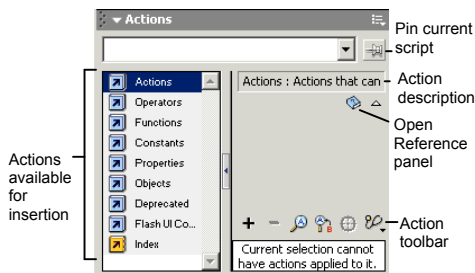 Actions
Pin current
script
Actions
Operators
Functions
Constants
Properties
Objects
Deprecated
Flash UI Co...
Index
Actions : Actions that can
Action
description
Open
Reference
panel
Actions
available
for
insertion
Action
toolbar
Current selection cannot
have actions applied to it.